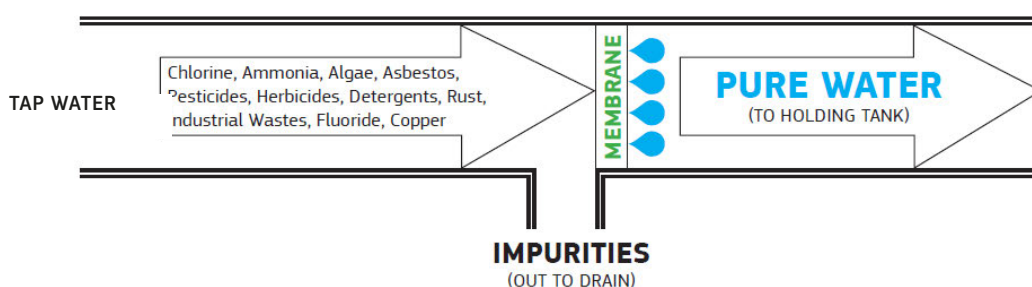 TAP WATER
Chlorine, Ammonia, Algae, Asbestos,
Pesticides, Herbicides, Detergents, Rust,
Industrial Wastes, Fluoride, Copper
MEMBRANE
PURE WATER
(TO HOLDING TANK)
IMPURITIES
(OUT TO DRAIN)